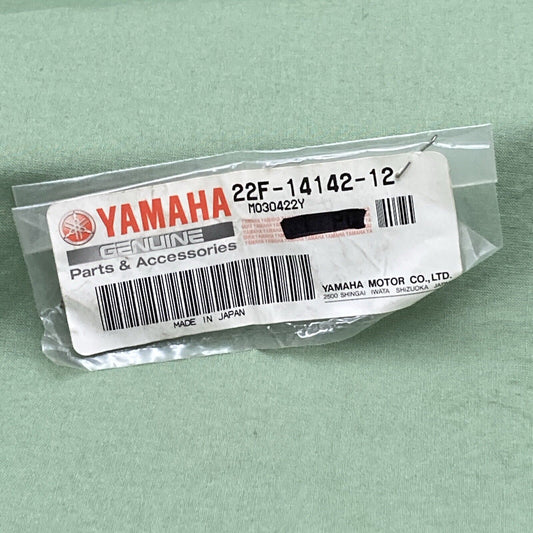 YAMAHA
GENUINE
Parts & Accessories
22F-14142-12
M030422Y
MADE IN JAPAN
YAMAHA MOTOR CO.,LTD.
2500 SHINGAI IWATA SHIZUOKA